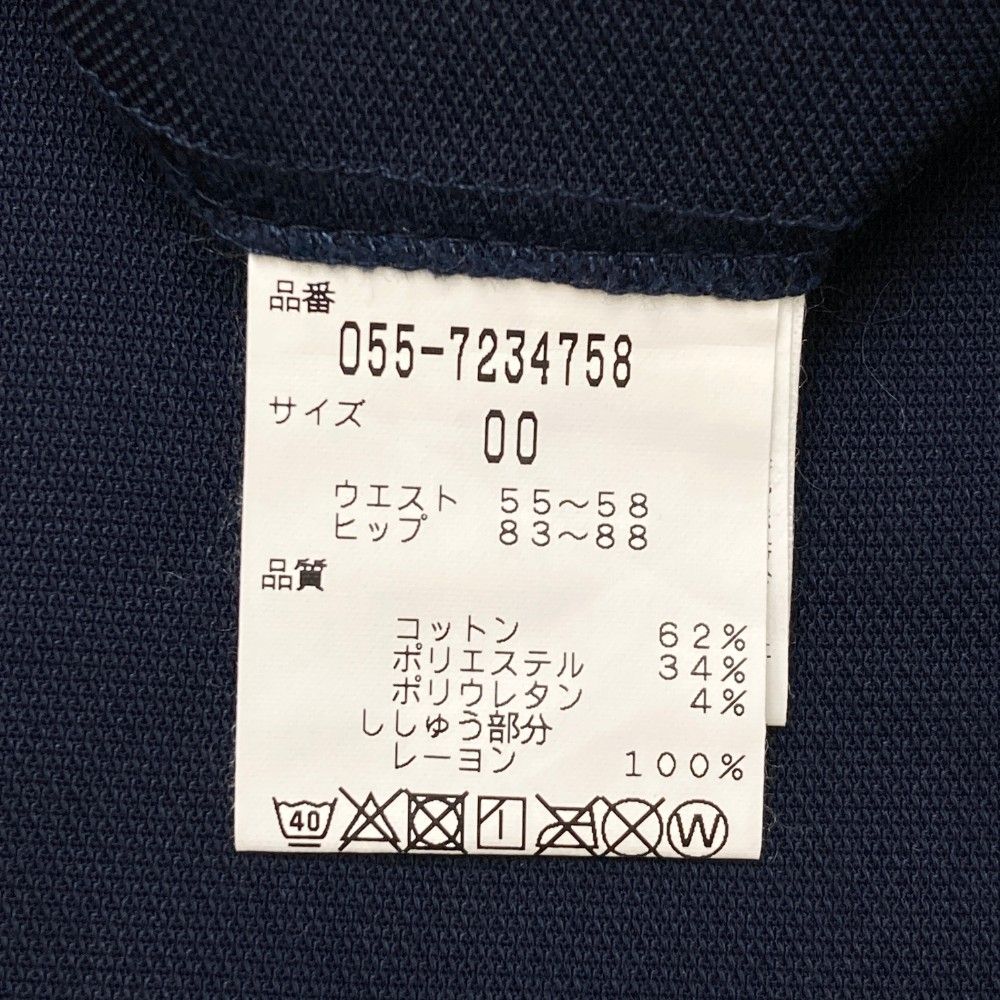 品番
055-7234758
サイズ
00
ウエスト 55～58
ヒップ 83～88
品質
コットン 62%
ポリエステル 34%
ポリウレタン 4%
ししゅう部分
レーヨン 100%
40 W